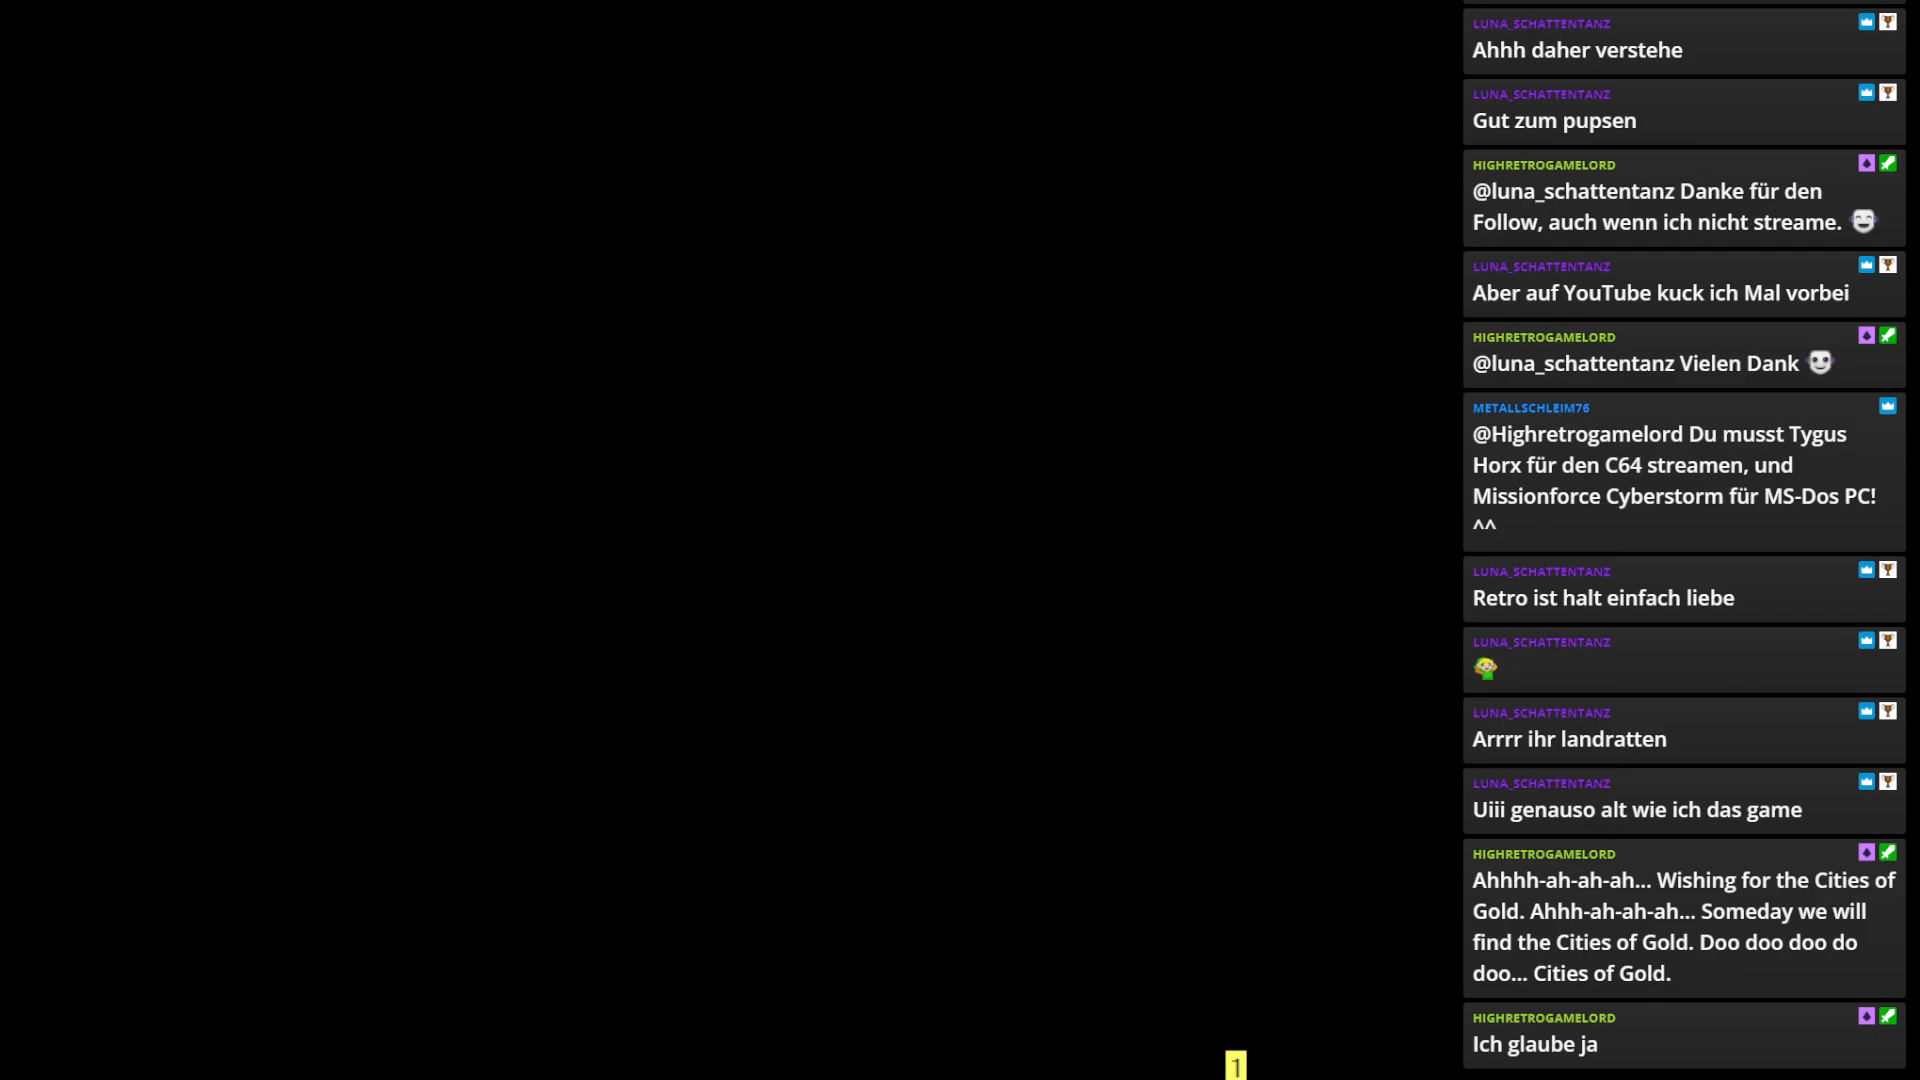 LUNA_SCHATTENTANZ
Ahhh daher verstehe
LUNA_SCHATTENTANZ
Gut zum pupsen
HIGHRETROGAMELORD
@luna_schattentanz Danke für den
Follow, auch wenn ich nicht streame.
LUNA_SCHATTENTANZ
Aber auf YouTube kuck ich Mal vorbei
HIGHRETROGAMELORD
@luna_schattentanz Vielen Dank
METALLSCHLEIM76
@Highretrogamelord Du musst Tygus
Horx für den C64 streamen, und
Missionforce Cyberstorm für MS-Dos PC!
^^
LUNA_SCHATTENTANZ
Retro ist halt einfach liebe
LUNA_SCHATTENTANZ
LUNA_SCHATTENTANZ
Arrrr ihr landratten
LUNA_SCHATTENTANZ
Uiii genauso alt wie ich das game
HIGHRETROGAMELORD
Ahhhh-ah-ah-ah... Wishing for the Cities of
Gold. Ahhh-ah-ah-ah... Someday we will
find the Cities of Gold. Doo doo doo do
doo... Cities of Gold.
HIGHRETROGAMELORD
Ich glaube ja
1